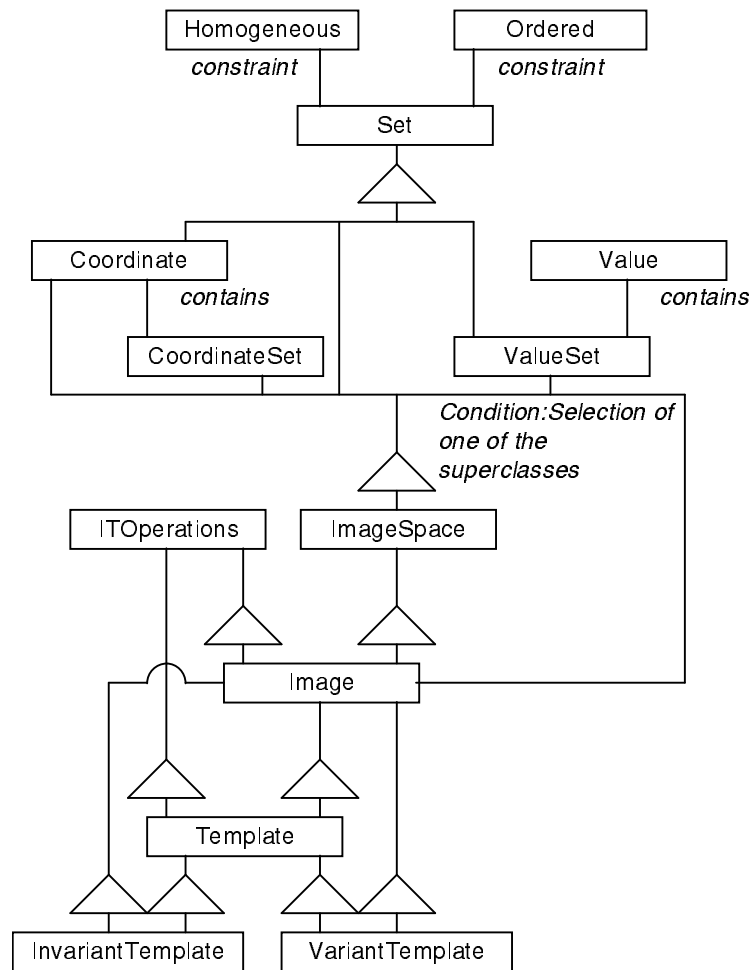 Homogeneous
Ordered
constraint
constraint
Set
Coordinate
Value
contains
contains
CoordinateSet
ValueSet
Condition:Selection of
one of the
superclasses
ITOperations
ImageSpace
Image
Template
InvariantTemplate
VariantTemplate